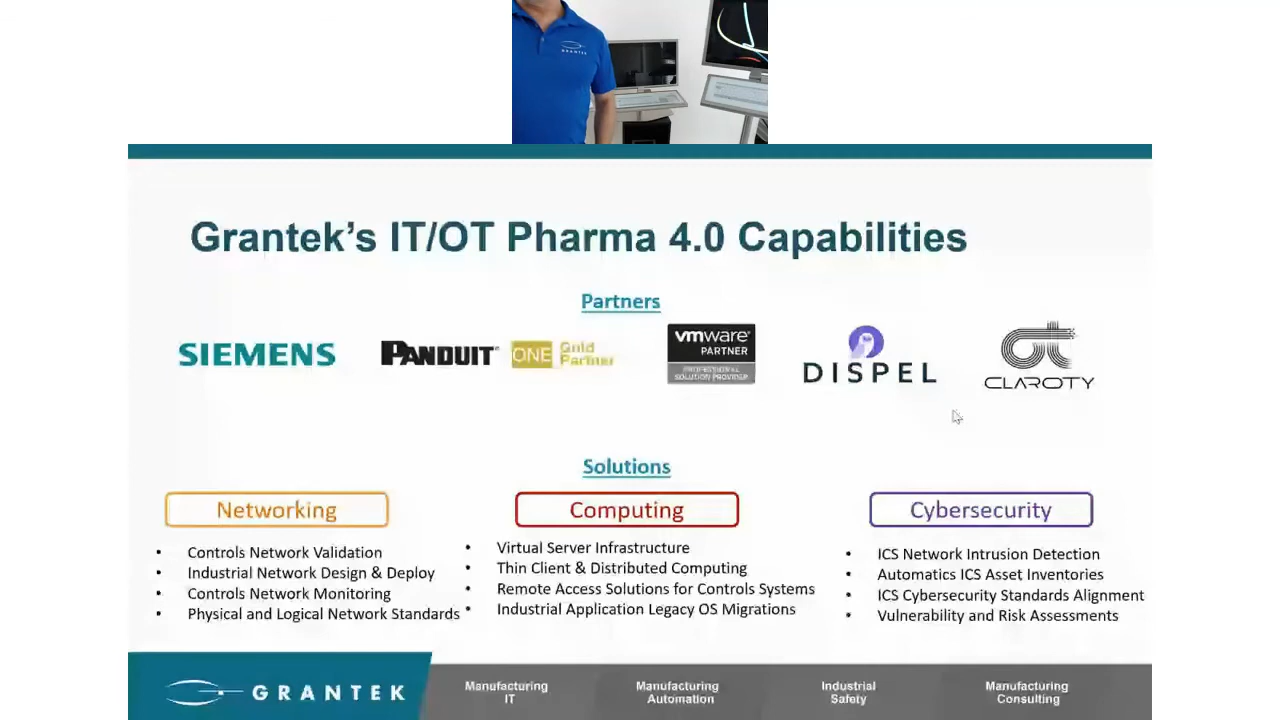 GRANTEK
Grantek's IT/OT Pharma 4.0 Capabilities
Partners
SIEMENS
PANDUIT
ONE Gold Partner
vmware PARTNER
PROFESSIONAL SOLUTION PROVIDER
DISPEL
CLAROTY
Solutions
Networking
• Controls Network Validation
• Industrial Network Design & Deploy
• Controls Network Monitoring
• Physical and Logical Network Standards
Computing
• Virtual Server Infrastructure
• Thin Client & Distributed Computing
• Remote Access Solutions for Controls Systems
• Industrial Application Legacy OS Migrations
Cybersecurity
• ICS Network Intrusion Detection
• Automatics ICS Asset Inventories
• ICS Cybersecurity Standards Alignment
• Vulnerability and Risk Assessments
GRANTEK
Manufacturing
IT
Manufacturing
Automation
Industrial
Safety
Manufacturing
Consulting